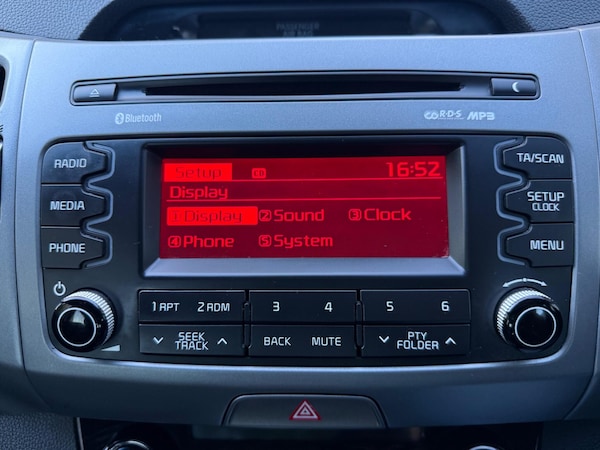 PASSENGER
AIR BAG
Bluetooth
R·D·S MP3
RADIO
MEDIA
PHONE
Setup CD 16:52
Display
1 Display 2 Sound 3 Clock
4 Phone 5 System
TA/SCAN
SETUP
CLOCK
MENU
1 APT 2 RDM 3 4 5 6
SEEK
TRACK
BACK MUTE
PTY
FOLDER